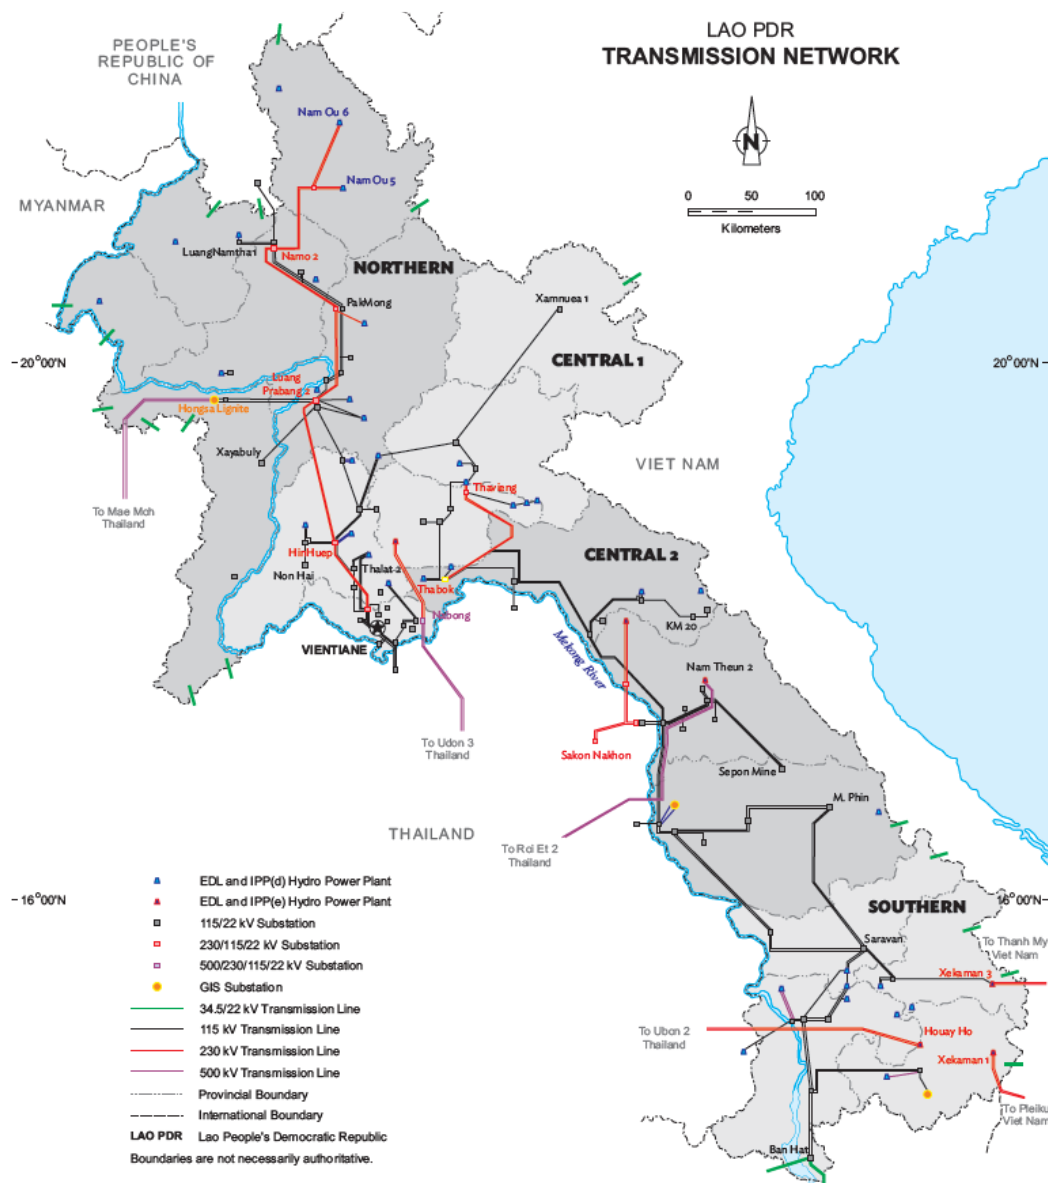 LAO PDR
TRANSMISSION NETWORK
PEOPLE'S
REPUBLIC OF
CHINA
Nam Ou 6
N
MYANMAR
Nam Ou 5
0 50 100
Kilometers
LuangNamtha1
Namo 2
NORTHERN
PakMong
Xamnuea 1
20°00'N
CENTRAL 1
20°00'N
Luang
Prabang 2
Hongsa Lignite
Xayabuly
VIET NAM
Thaviang
To Mae Moh
Thailand
Hin Huep
CENTRAL 2
Non Hai
Thalat 2
Thabok
Nabong
KM 20
VIENTIANE
Mekong River
Nam Theun 2
To Udon 3
Thailand
Sakon Nakhon
Sepon Mine
M. Phin
THAILAND
To Roi Et 2
Thailand
16°00'N
SOUTHERN
16°00'N
Saravan
To Thanh My
Viet Nam
Xekaman 3
To Ubon 2
Thailand
Houay Ho
Xekaman 1
To Pleiku
Viet Nam
Ban Hat
EDL and IPP(d) Hydro Power Plant
EDL and IPP(e) Hydro Power Plant
115/22 kV Substation
230/115/22 kV Substation
500/230/115/22 kV Substation
GIS Substation
34.5/22 kV Transmission Line
115 kV Transmission Line
230 kV Transmission Line
500 kV Transmission Line
Provincial Boundary
International Boundary
LAO PDR Lao People's Democratic Republic
Boundaries are not necessarily authoritative.